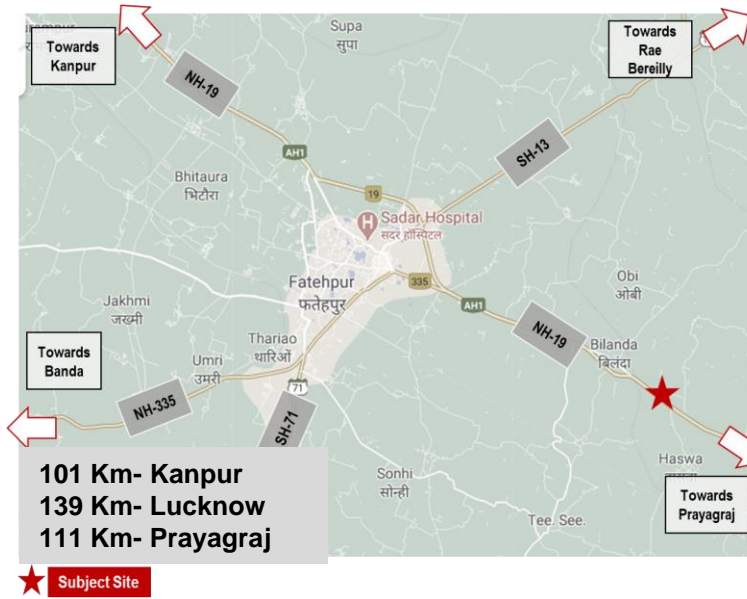 Supa
सुपा
Towards
Kanpur
Towards
Rae
Bereilly
NH-19
SH-13
AH1
Bhitaura
भिटौरा
19
H
Sadar Hospital
सदर हॉस्पिटल
Fatehpur
फतेहपुर
335
Obi
ओबी
Jakhmi
जख्मी
AH1
NH-19
Bilanda
बिलंदा
Thariao
थारिओं
Towards
Banda
Umri
उमरी
71
NH-335
SH-71
Haswa
Sonhi
सोन्ही
Towards
Prayagraj
Tee. See.
101 Km- Kanpur
139 Km- Lucknow
111 Km- Prayagraj
Subject Site